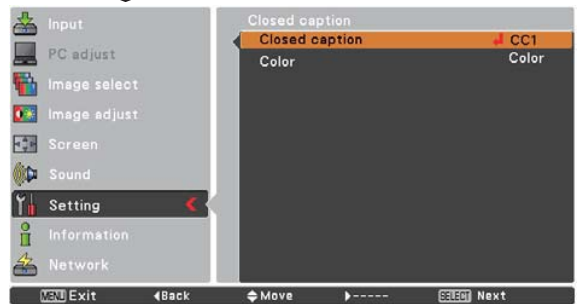 Input
PC adjust
Image select
Image adjust
Screen
Sound
Setting
Information
Network
Closed caption
Closed caption CC1
Color Color
MENU Exit Back Move ----- SELECT Next